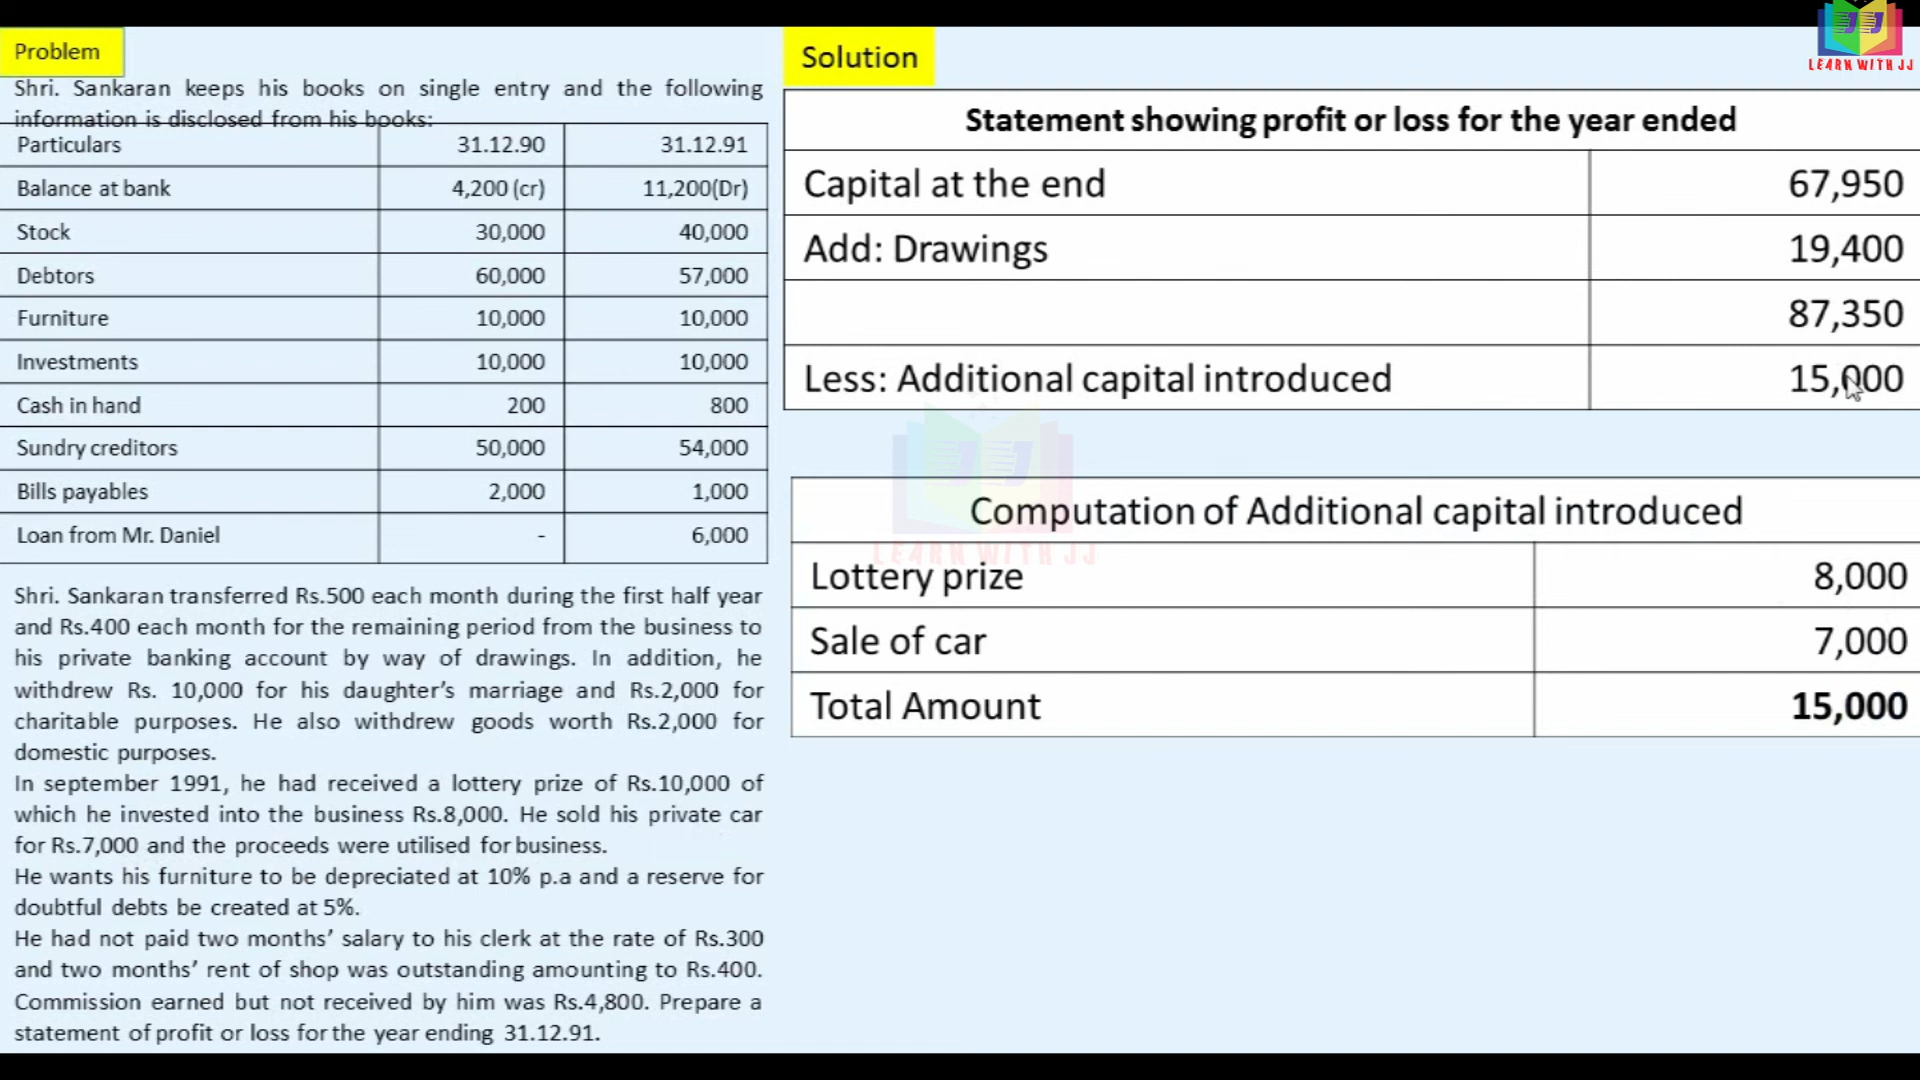 Problem
Shri. Sankaran keeps his books on single entry and the following
information is disclosed from his books:
Particulars 31.12.90 31.12.91
Balance at bank 4,200 (cr) 11,200(Dr)
Stock 30,000 40,000
Debtors 60,000 57,000
Furniture 10,000 10,000
Investments 10,000 10,000
Cash in hand 200 800
Sundry creditors 50,000 54,000
Bills payables 2,000 1,000
Loan from Mr. Daniel - 6,000
Shri. Sankaran transferred Rs.500 each month during the first half year
and Rs.400 each month for the remaining period from the business to
his private banking account by way of drawings. In addition, he
withdrew Rs. 10,000 for his daughter's marriage and Rs.2,000 for
charitable purposes. He also withdrew goods worth Rs.2,000 for
domestic purposes.
In september 1991, he had received a lottery prize of Rs.10,000 of
which he invested into the business Rs.8,000. He sold his private car
for Rs.7,000 and the proceeds were utilised for business.
He wants his furniture to be depreciated at 10% p.a and a reserve for
doubtful debts be created at 5%.
He had not paid two months' salary to his clerk at the rate of Rs.300
and two months' rent of shop was outstanding amounting to Rs.400.
Commission earned but not received by him was Rs.4,800. Prepare a
statement of profit or loss for the year ending 31.12.91.
Solution
Statement showing profit or loss for the year ended
Capital at the end 67,950
Add: Drawings 19,400
87,350
Less: Additional capital introduced 15,000
Computation of Additional capital introduced
Lottery prize 8,000
Sale of car 7,000
Total Amount 15,000
JJ
LEARN WITH JJ
JJ
LEARN WITH JJ